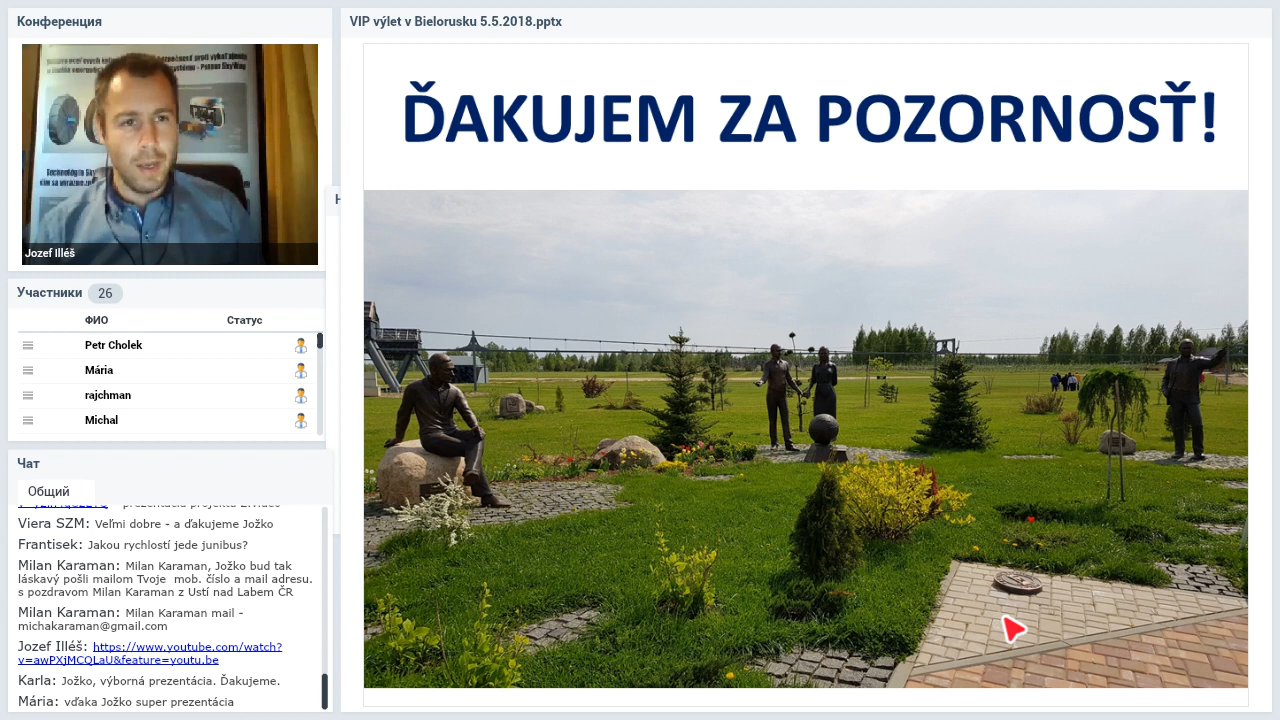 Конференция
Jozef Illéš
Участники 26
ФИО Статус
Petr Cholek
Mária
rajchman
Michal
Чат
Общий
prezentácia projektu
Viera SZM: Veľmi dobre - a ďakujeme Jožko
Frantisek: Jakou rychlostí jede junibus?
Milan Karaman: Milan Karaman, Jožko bud tak
láskavý pošli mailom Tvoje mob. číslo a mail adresu.
s pozdravom Milan Karaman z Ustí nad Labem ČR
Milan Karaman: Milan Karaman mail -
michakaraman@gmail.com
Jozef Illéš: https://www.youtube.com/watch?
v=awPXjMCQLaU&feature=youtu.be
Karla: Jožko, výborná prezentácia. Ďakujeme.
Mária: vďaka Jožko super prezentácia
VIP výlet v Bielorusku 5.5.2018.pptx
ĎAKUJEM ZA POZORNOSŤ!